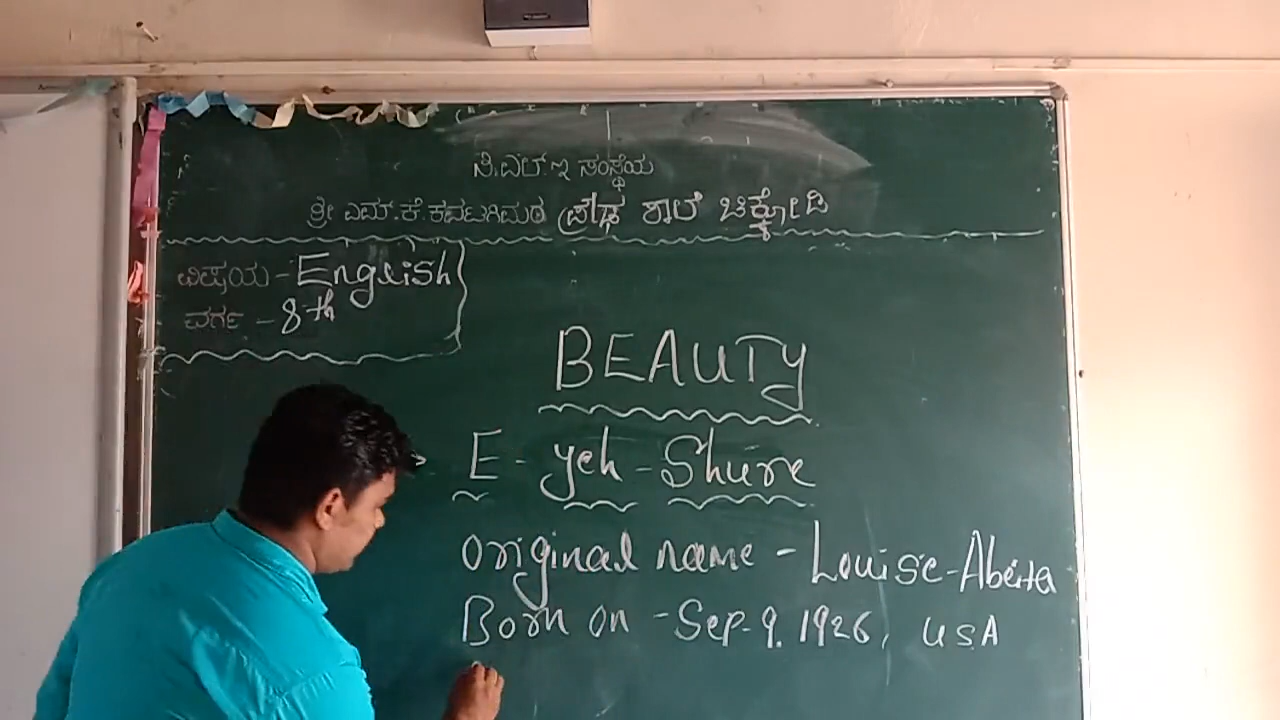 ಸಿ.ಎಲ್.ಇ ಸಂಸ್ಥೆಯ
ಶ್ರೀ ಎಮ್.ಕೆ.ಕವಟಗಿಮಠ ಪ್ರೌಢ ಶಾಲೆ ಚಿಕ್ಕೋಡಿ
ವಿಷಯ - English
ವರ್ಗ - 8th
BEAUTY
E - yeh - Shure
Original name - Louise-Abeita
Born on - Sep. 9. 1926, USA